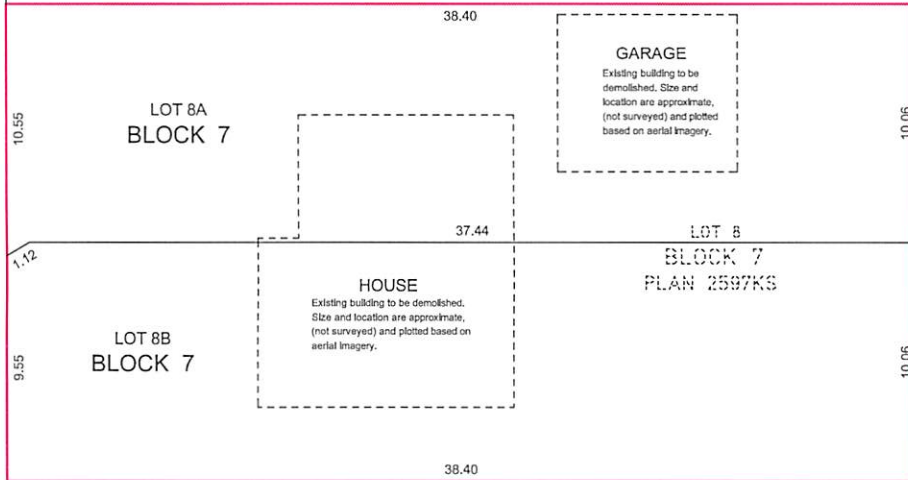 38.40
GARAGE
Existing building to be
demolished. Size and
location are approximate,
(not surveyed) and plotted
based on aerial imagery.
LOT 8A
BLOCK 7
10.55
10.06
37.44
LOT 8
BLOCK 7
PLAN 2597KS
1.12
HOUSE
Existing building to be demolished.
Size and location are approximate,
(not surveyed) and plotted based on
aerial imagery.
LOT 8B
BLOCK 7
9.55
10.06
38.40